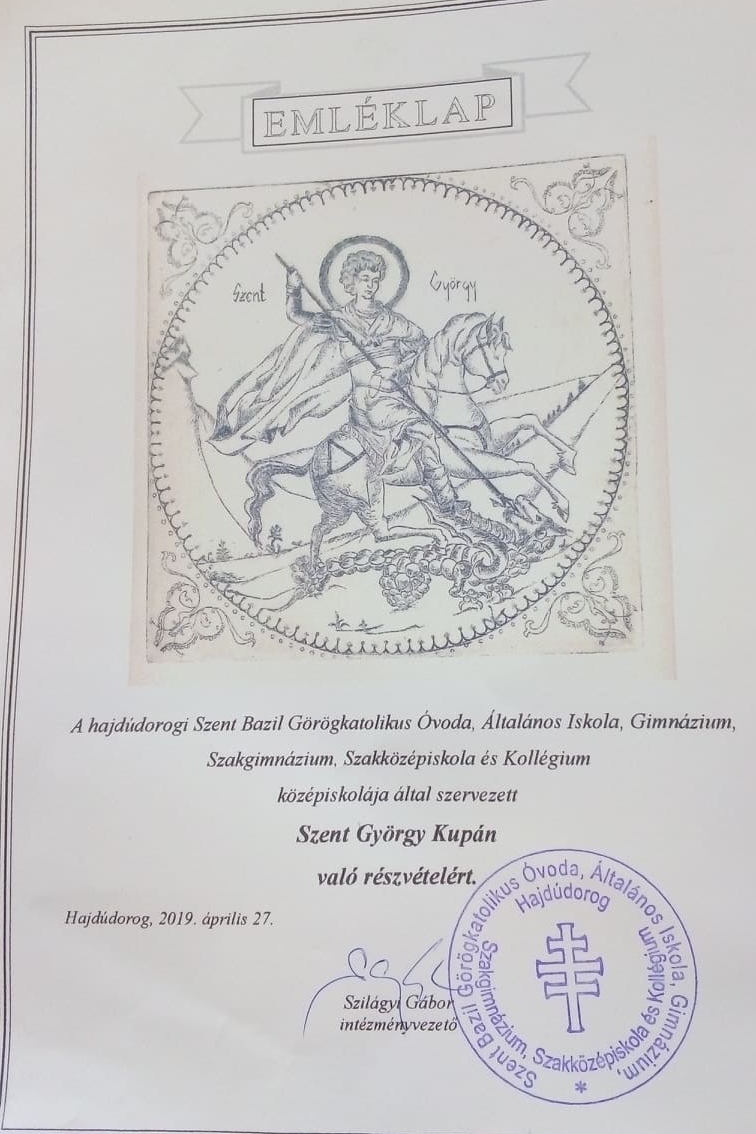 EMLÉKLAP
Szent György
A hajdúdorogi Szent Bazil Görögkatolikus Óvoda, Általános Iskola, Gimnázium,
Szakgimnázium, Szakközépiskola és Kollégium
középiskolája által szervezett
Szent György Kupán
való részvételért.
Hajdúdorog, 2019. április 27.
Szilágyi Gábor
intézményvezető
Szent Bazil Görögkatolikus Óvoda, Általános Iskola, Gimnázium,
Hajdúdorog
Szakgimnázium, Szakközépiskola és Kollégium
*